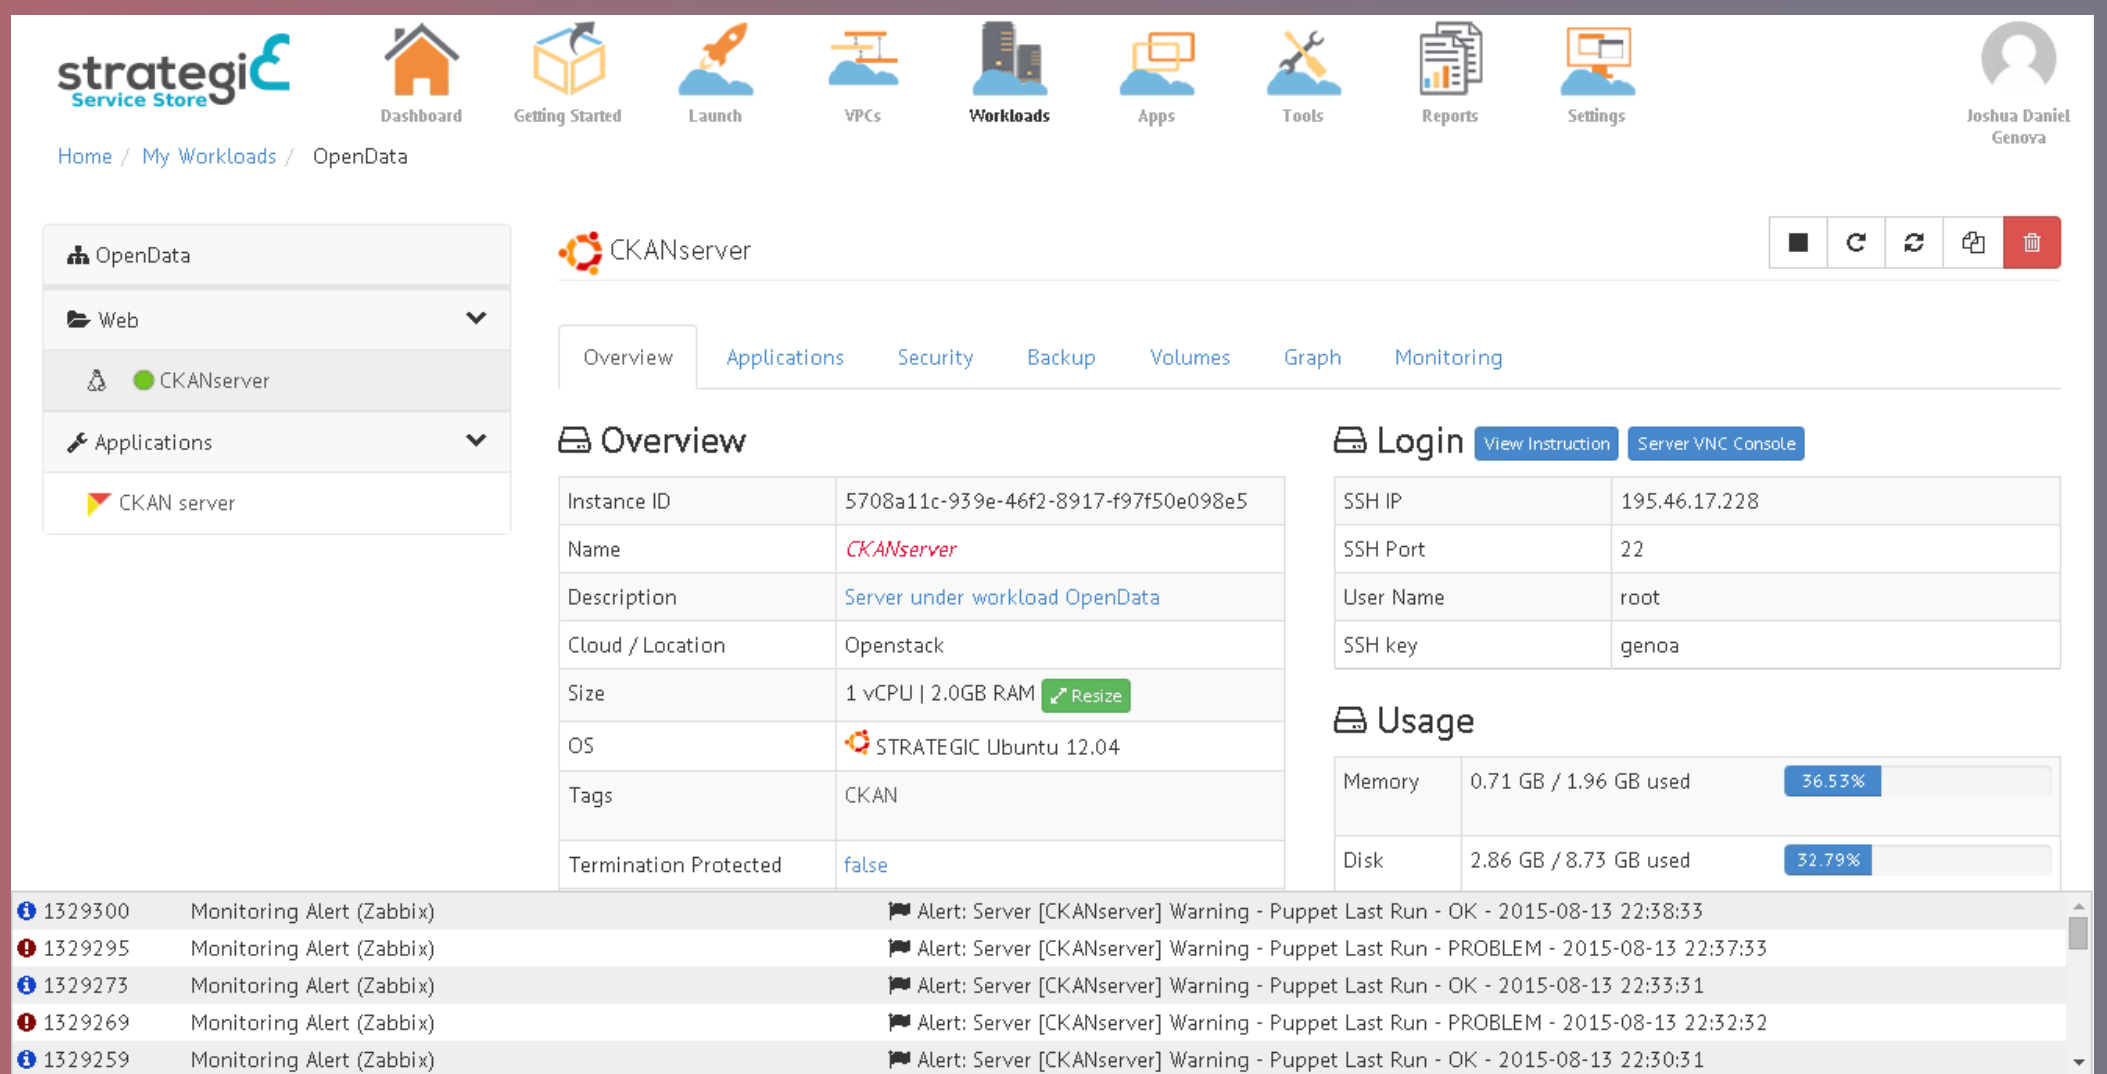 strategiC
Service Store
Dashboard
Getting Started
Launch
VPCs
Workloads
Apps
Tools
Reports
Settings
Joshua Daniel
Genova
Home / My Workloads / OpenData
OpenData
Web
CKANserver
Applications
CKAN server
CKANserver
Overview Applications Security Backup Volumes Graph Monitoring
Overview
Instance ID 5708a11c-939e-46f2-8917-f97f50e098e5
Name CKANserver
Description Server under workload OpenData
Cloud / Location Openstack
Size 1 vCPU | 2.0GB RAM Resize
OS STRATEGIC Ubuntu 12.04
Tags CKAN
Termination Protected false
Login View Instruction Server VNC Console
SSH IP 195.46.17.228
SSH Port 22
User Name root
SSH key genoa
Usage
Memory 0.71 GB / 1.96 GB used 36.53%
Disk 2.86 GB / 8.73 GB used 32.79%
1329300 Monitoring Alert (Zabbix) Alert: Server [CKANserver] Warning - Puppet Last Run - OK - 2015-08-13 22:38:33
1329295 Monitoring Alert (Zabbix) Alert: Server [CKANserver] Warning - Puppet Last Run - PROBLEM - 2015-08-13 22:37:33
1329273 Monitoring Alert (Zabbix) Alert: Server [CKANserver] Warning - Puppet Last Run - OK - 2015-08-13 22:33:31
1329269 Monitoring Alert (Zabbix) Alert: Server [CKANserver] Warning - Puppet Last Run - PROBLEM - 2015-08-13 22:32:32
1329259 Monitoring Alert (Zabbix) Alert: Server [CKANserver] Warning - Puppet Last Run - OK - 2015-08-13 22:30:31